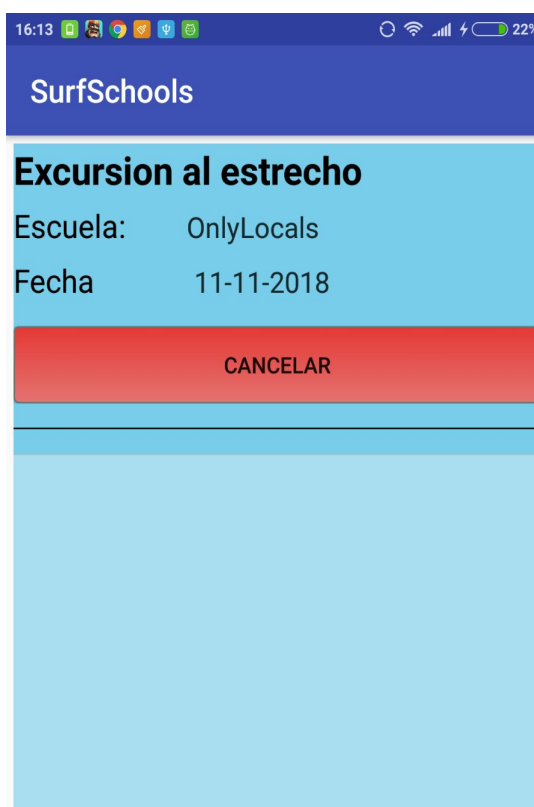 16:13 22%
SurfSchools
Excursion al estrecho
Escuela: OnlyLocals
Fecha 11-11-2018
CANCELAR